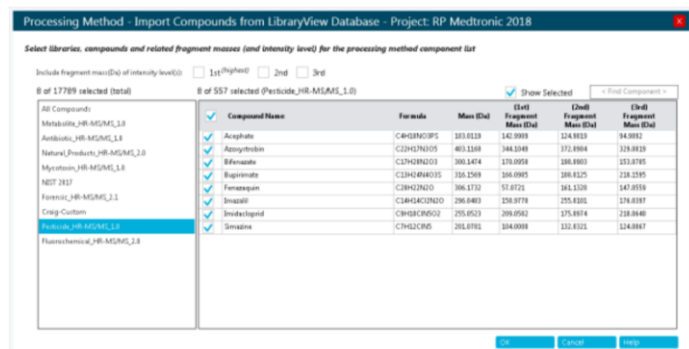 Processing Method - Import Compounds from LibraryView Database - Project: RP Medtronic 2018
Select libraries, compounds and related fragment masses (and intensity level) for the processing method component list
Include fragment mass(Da) of intensity level(s): 1st(highest) 2nd 3rd
8 of 17789 selected (total) 8 of 557 selected (Pesticide_HR-MS/MS_1.0) Show Selected < Find Component >
All Compounds
Metabolite_HR-MS/MS_1.0
Antibiotic_HR-MS/MS_1.0
Natural_Products_HR-MS/MS_2.0
Mycotoxin_HR-MS/MS_1.0
NIST 2017
Forensic_HR-MS/MS_2.1
Craig-Custom
Pesticide_HR-MS/MS_1.0
Fluorochemical_HR-MS/MS_2.0
Compound Name Formula Mass (Da) (1st) Fragment Mass (Da) (2nd) Fragment Mass (Da) (3rd) Fragment Mass (Da)
Acephate C4H10NO3PS 183.0119 142.9908 124.9819 94.9892
Azoxystrobin C22H17N3O5 403.1168 344.1049 372.0984 329.0819
Bifenazate C17H20N2O3 300.1474 170.0958 198.0903 153.0705
Bupirimate C13H24N4O3S 316.1569 166.0985 108.0125 210.1595
Fenazaquin C20H22N2O 306.1732 57.0721 161.1320 147.0550
Imazalil C14H14Cl2N2O 296.0483 158.9770 255.0101 176.0397
Imidacloprid C9H10ClN5O2 255.0523 209.0582 175.0974 210.0640
Simazine C7H12ClN5 201.0781 104.0008 132.0321 124.0867
OK Cancel Help